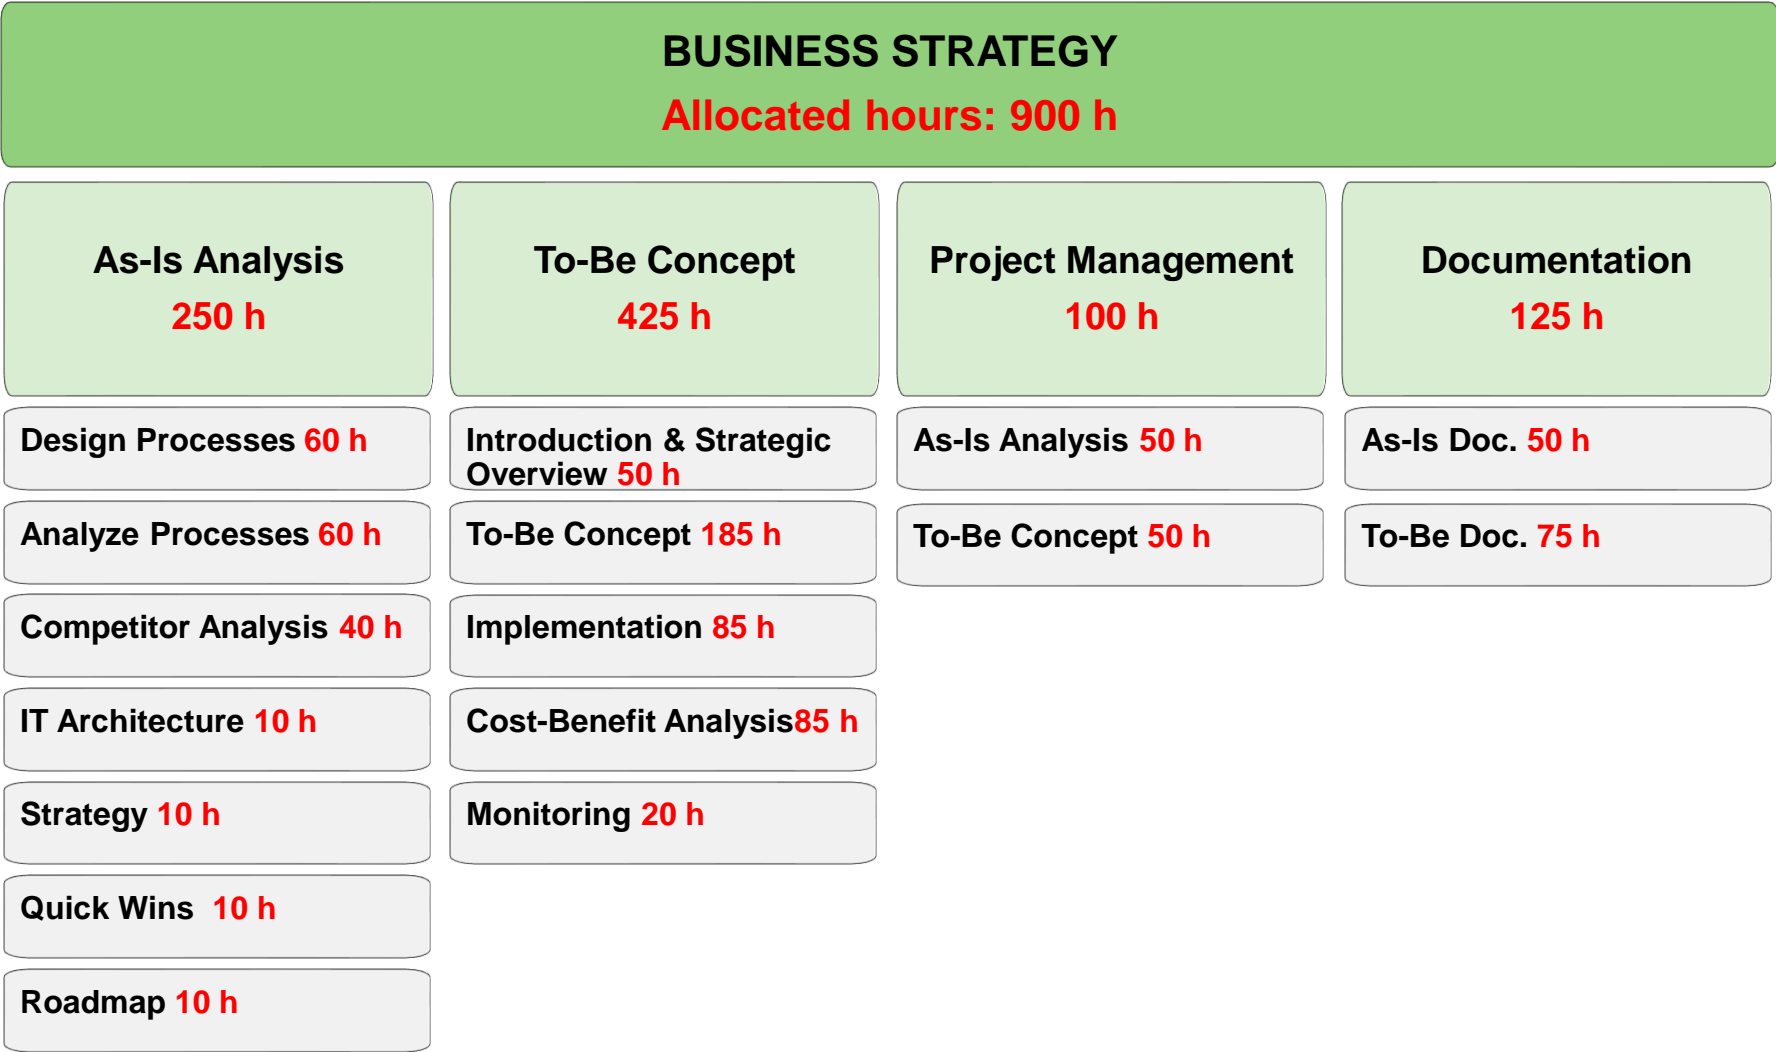 BUSINESS STRATEGY
Allocated hours: 900 h
As-Is Analysis
250 h
To-Be Concept
425 h
Project Management
100 h
Documentation
125 h
Design Processes 60 h
Analyze Processes 60 h
Competitor Analysis 40 h
IT Architecture 10 h
Strategy 10 h
Quick Wins 10 h
Roadmap 10 h
Introduction & Strategic
Overview 50 h
To-Be Concept 185 h
Implementation 85 h
Cost-Benefit Analysis85 h
Monitoring 20 h
As-Is Analysis 50 h
To-Be Concept 50 h
As-Is Doc. 50 h
To-Be Doc. 75 h